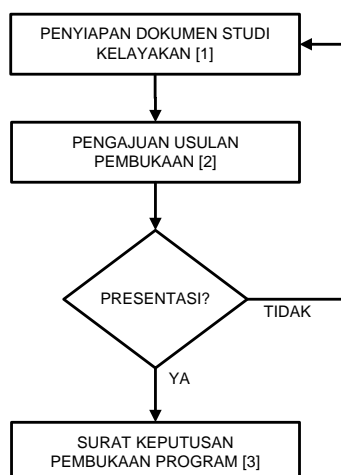 PENYIAPAN DOKUMEN STUDI
KELAYAKAN [1]
PENGAJUAN USULAN
PEMBUKAAN [2]
PRESENTASI?
TIDAK
YA
SURAT KEPUTUSAN
PEMBUKAAN PROGRAM [3]